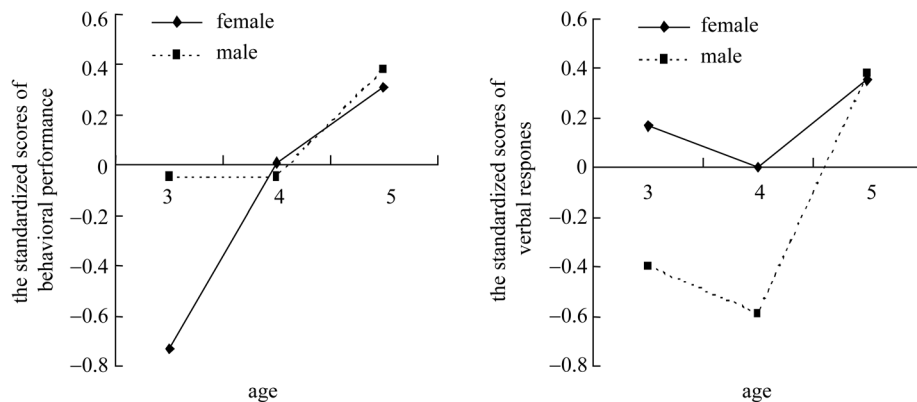 0.6
female
male
0.4
0.2
0
3
4
5
−0.2
−0.4
−0.6
−0.8
age
the standardized scores of
behavioral performance
0.6
female
male
0.4
0.2
0
3
4
5
−0.2
−0.4
−0.6
−0.8
age
the standardized scores of
verbal respones